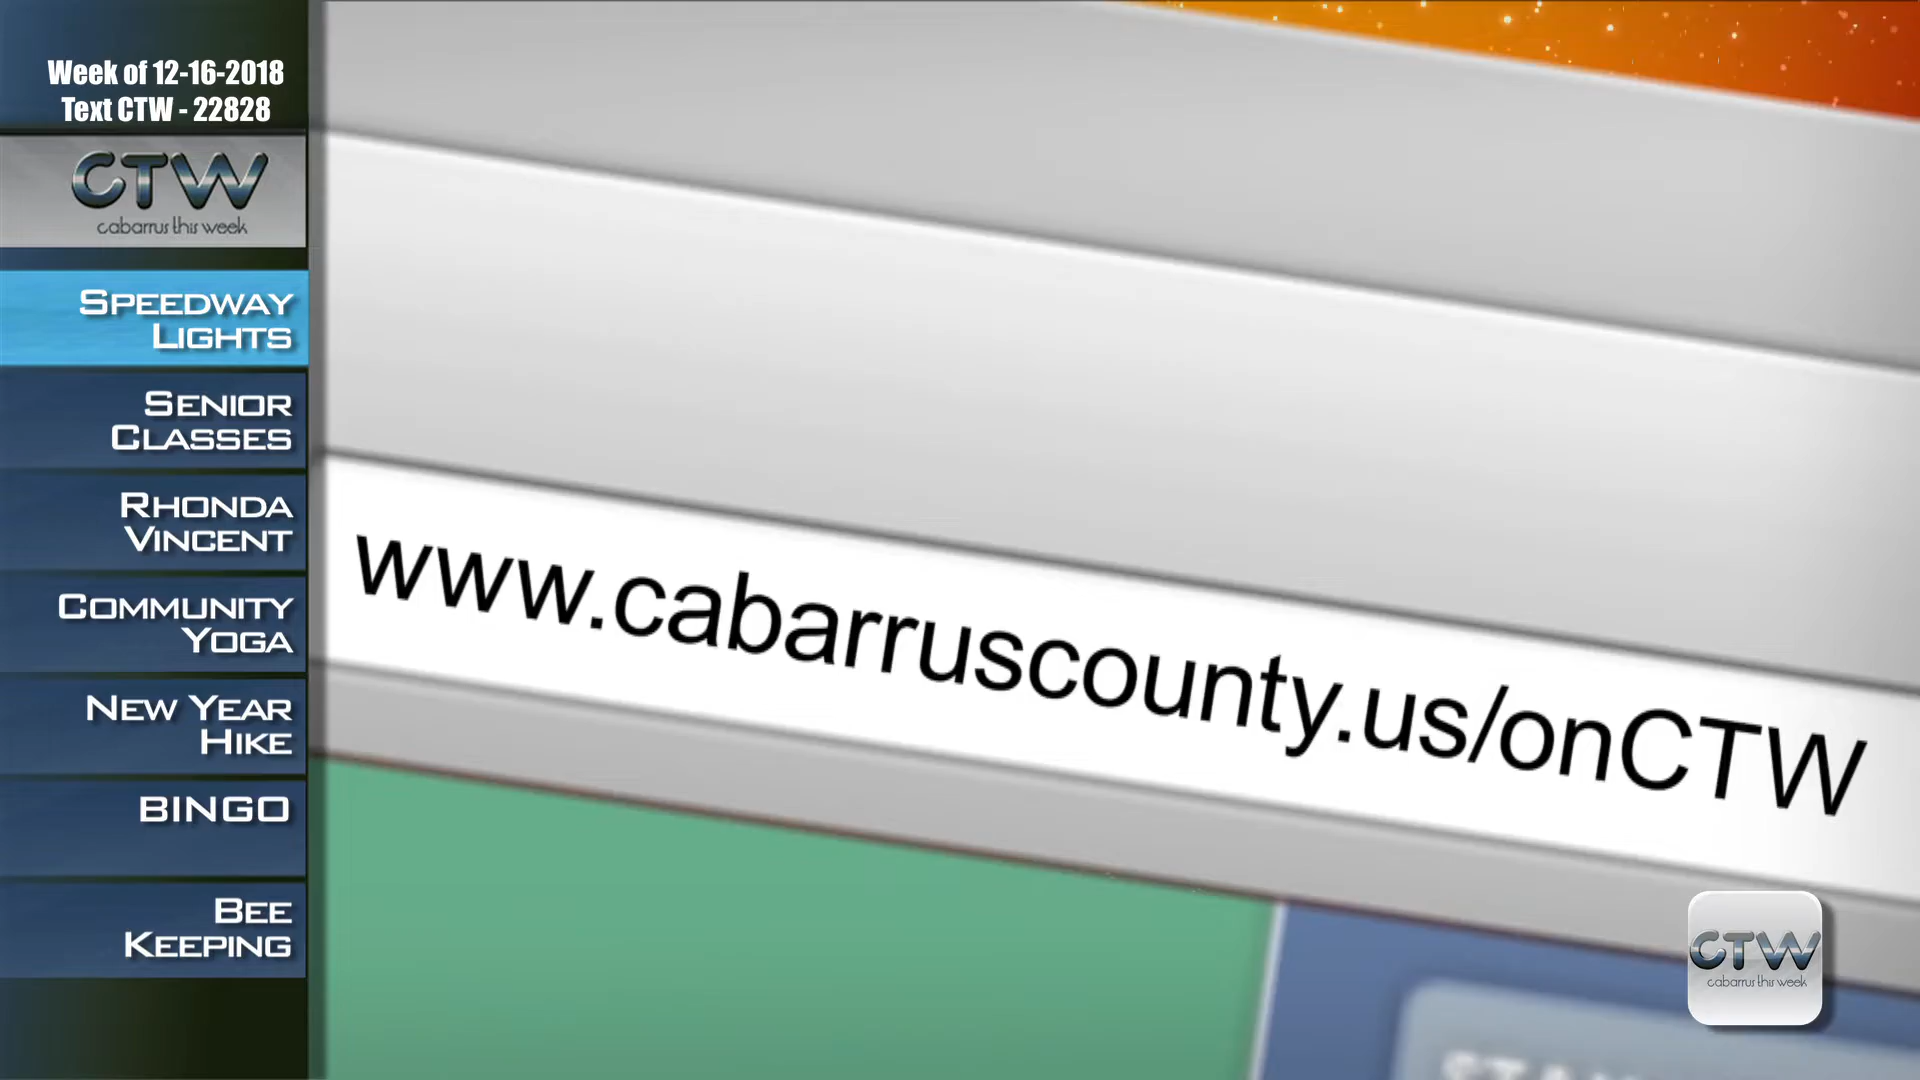 Week of 12-16-2018
Text CTW - 22828
CTW
cabarrus this week
SPEEDWAY
LIGHTS
SENIOR
CLASSES
RHONDA
VINCENT
COMMUNITY
YOGA
NEW YEAR
HIKE
BINGO
BEE
KEEPING
www.cabarruscounty.us/onCTW
CTW
cabarrus this week